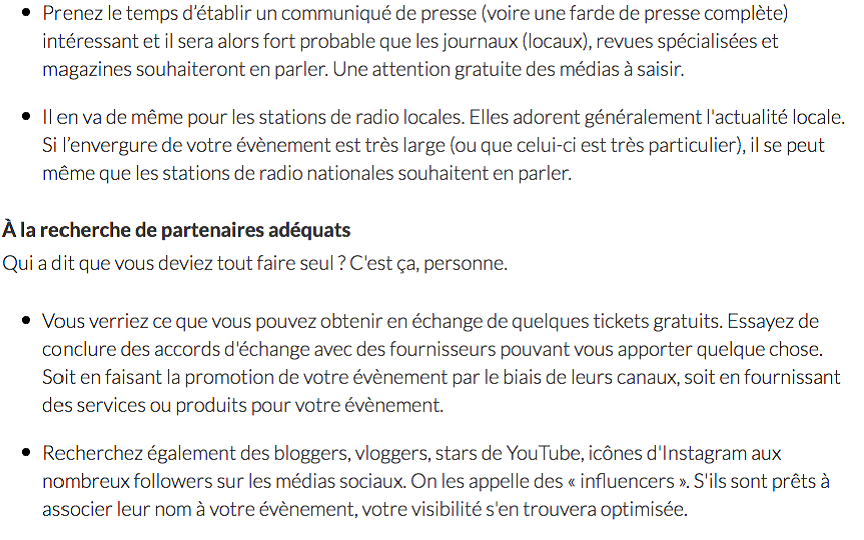 Prenez le temps d’établir un communiqué de presse (voire une farde de presse complète)
intéressant et il sera alors fort probable que les journaux (locaux), revues spécialisées et
magazines souhaiteront en parler. Une attention gratuite des médias à saisir.
Il en va de même pour les stations de radio locales. Elles adorent généralement l'actualité locale.
Si l’envergure de votre évènement est très large (ou que celui-ci est très particulier), il se peut
même que les stations de radio nationales souhaitent en parler.
À la recherche de partenaires adéquats
Qui a dit que vous deviez tout faire seul ? C'est ça, personne.
Vous verriez ce que vous pouvez obtenir en échange de quelques tickets gratuits. Essayez de
conclure des accords d'échange avec des fournisseurs pouvant vous apporter quelque chose.
Soit en faisant la promotion de votre évènement par le biais de leurs canaux, soit en fournissant
des services ou produits pour votre évènement.
Recherchez également des bloggers, vloggers, stars de YouTube, icônes d'Instagram aux
nombreux followers sur les médias sociaux. On les appelle des « influencers ». S'ils sont prêts à
associer leur nom à votre évènement, votre visibilité s'en trouvera optimisée.